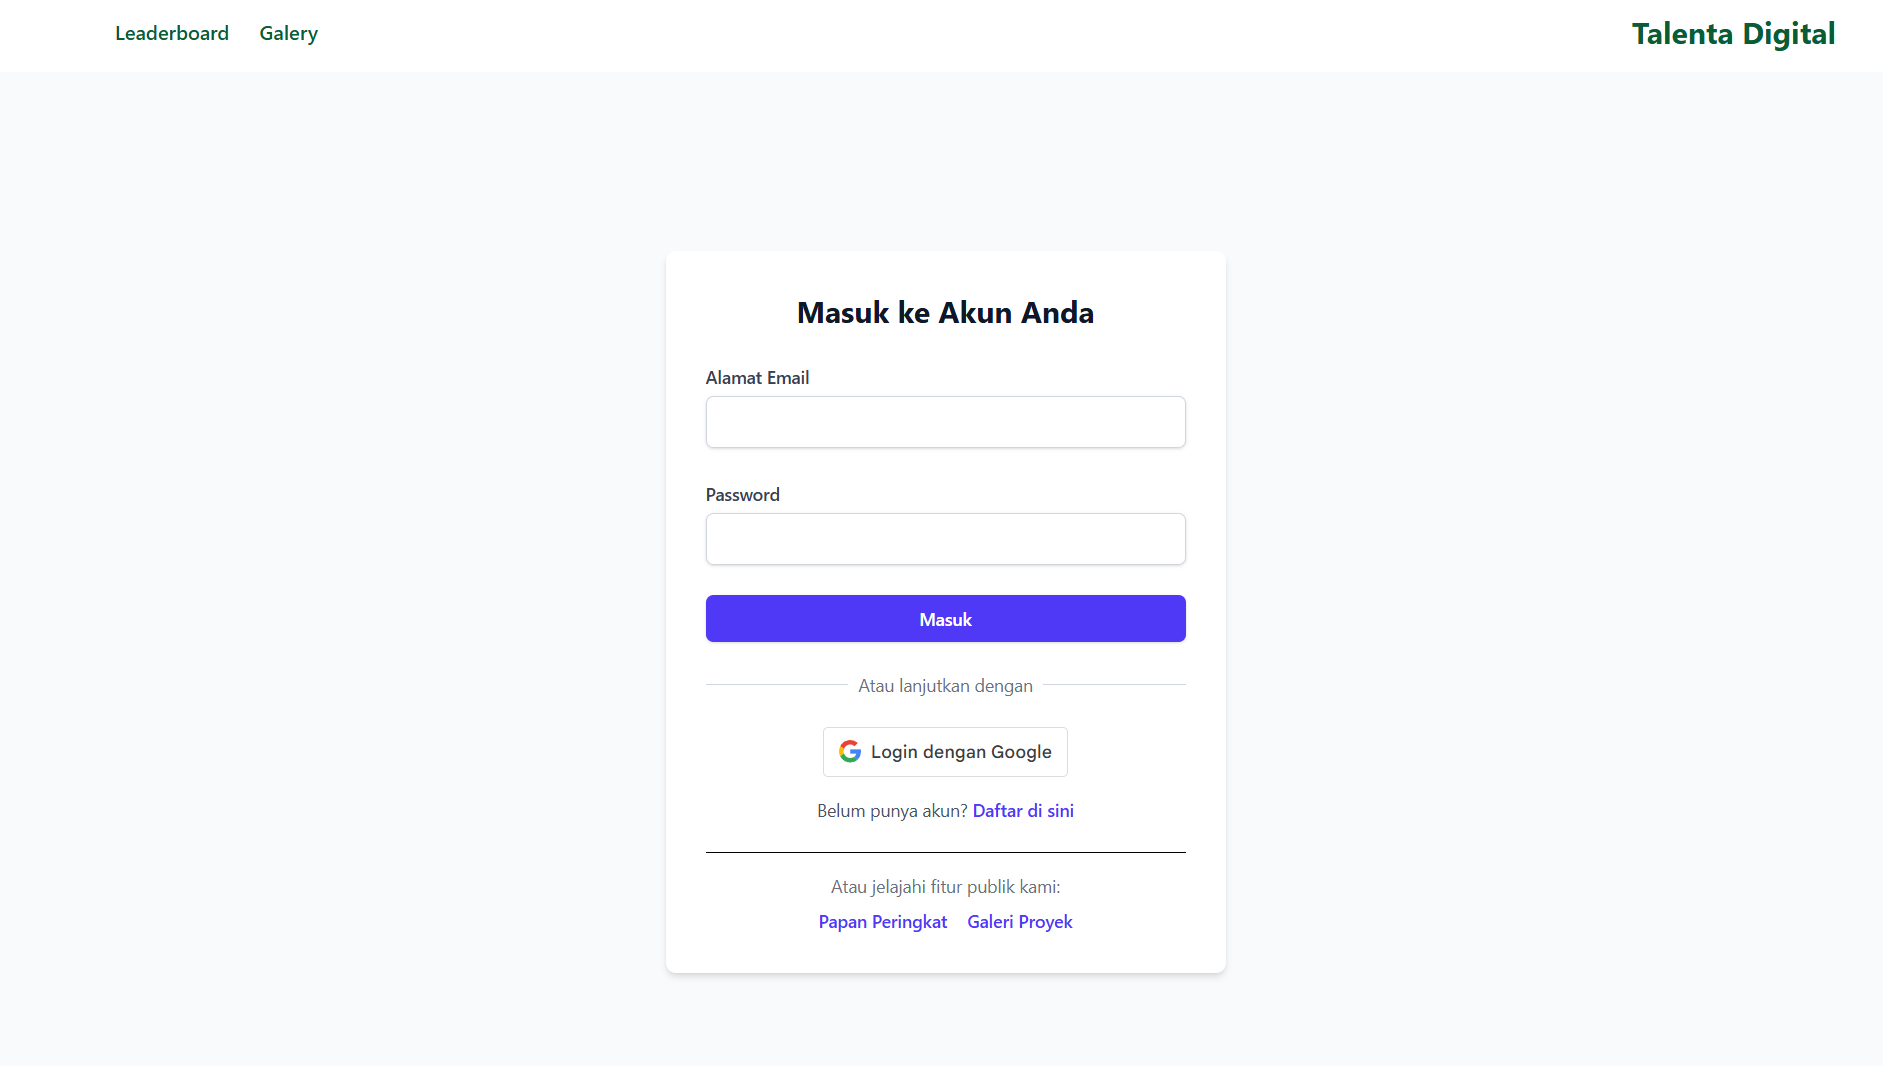 Leaderboard Galery Talenta Digital
Masuk ke Akun Anda
Alamat Email
Password
Masuk
Atau lanjutkan dengan
Login dengan Google
Belum punya akun? Daftar di sini
Atau jelajahi fitur publik kami:
Papan Peringkat Galeri Proyek